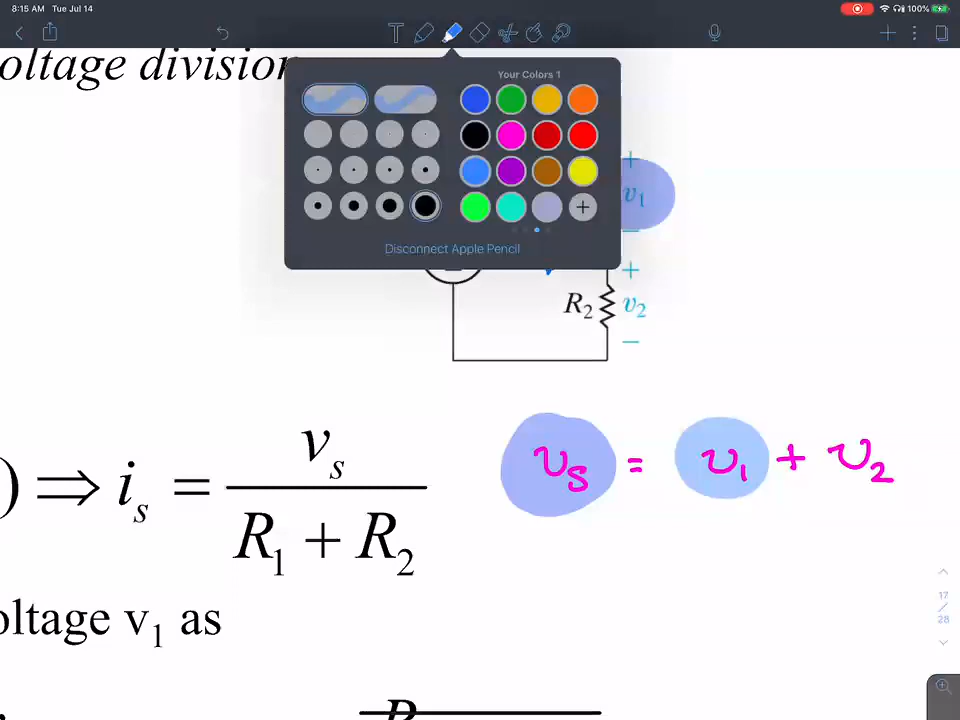 8:15 AM Tue Jul 14 100%
oltage division
Your Colors 1
Disconnect Apple Pencil
+
v1
−
+
R2 v2
−
) ⇒ is = vs / (R1 + R2)
vs = v1 + v2
17
/
28
oltage v1 as
R